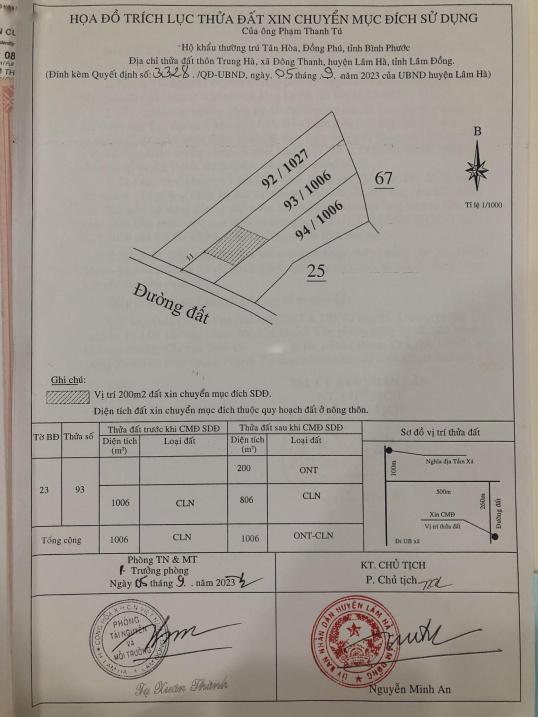 HỌA ĐỒ TRÍCH LỤC THỬA ĐẤT XIN CHUYỂN MỤC ĐÍCH SỬ DỤNG
Của ông Phạm Thanh Tú
Hộ khẩu thường trú Tân Hòa, Đồng Phú, tỉnh Bình Phước
Địa chỉ thửa đất thôn Trung Hà, xã Đông Thanh, huyện Lâm Hà, tỉnh Lâm Đồng.
(Đính kèm Quyết định số: 3328 /QĐ-UBND, ngày 05 tháng 9 năm 2023 của UBND huyện Lâm Hà)
B
Tỉ lệ 1/1000
92 / 1027
93 / 1006
94 / 1006
67
25
11
Đường đất
Ghi chú:
Vị trí 200m2 đất xin chuyển mục đích SDĐ.
Diện tích đất xin chuyển mục đích thuộc quy hoạch đất ở nông thôn.
Tờ BĐ Thửa số Thửa đất trước khi CMĐ SDĐ Thửa đất sau khi CMĐ SDĐ Sơ đồ vị trí thửa đất
Diện tích (m²) Loại đất Diện tích (m²) Loại đất
200 ONT
23 93 1006 CLN 806 CLN
Tổng cộng 1006 CLN 1006 ONT-CLN
Nghĩa địa Tầm Xá
100m
500m
260m
Xin CMĐ
Vị trí thửa đất
Đường đất
Đi UB xã
Phòng TN & MT
Trưởng phòng
Ngày 05 tháng 9 năm 2023
KT. CHỦ TỊCH
P. Chủ tịch
PHÒNG
TÀI NGUYÊN
VÀ
MÔI TRƯỜNG
Tạ Xuân Thành
ỦY BAN NHÂN DÂN HUYỆN LÂM HÀ
Nguyễn Minh An